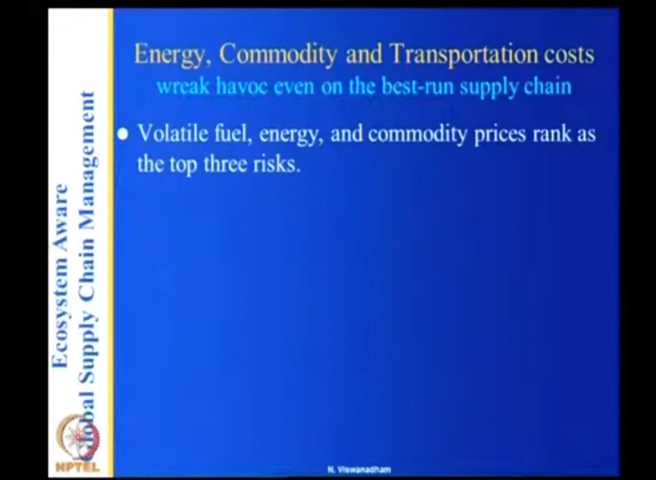 Energy, Commodity and Transportation costs
wreak havoc even on the best-run supply chain
Volatile fuel, energy, and commodity prices rank as
the top three risks.
Ecosystem Aware
Global Supply Chain Management
NPTEL
N. Viswanadham